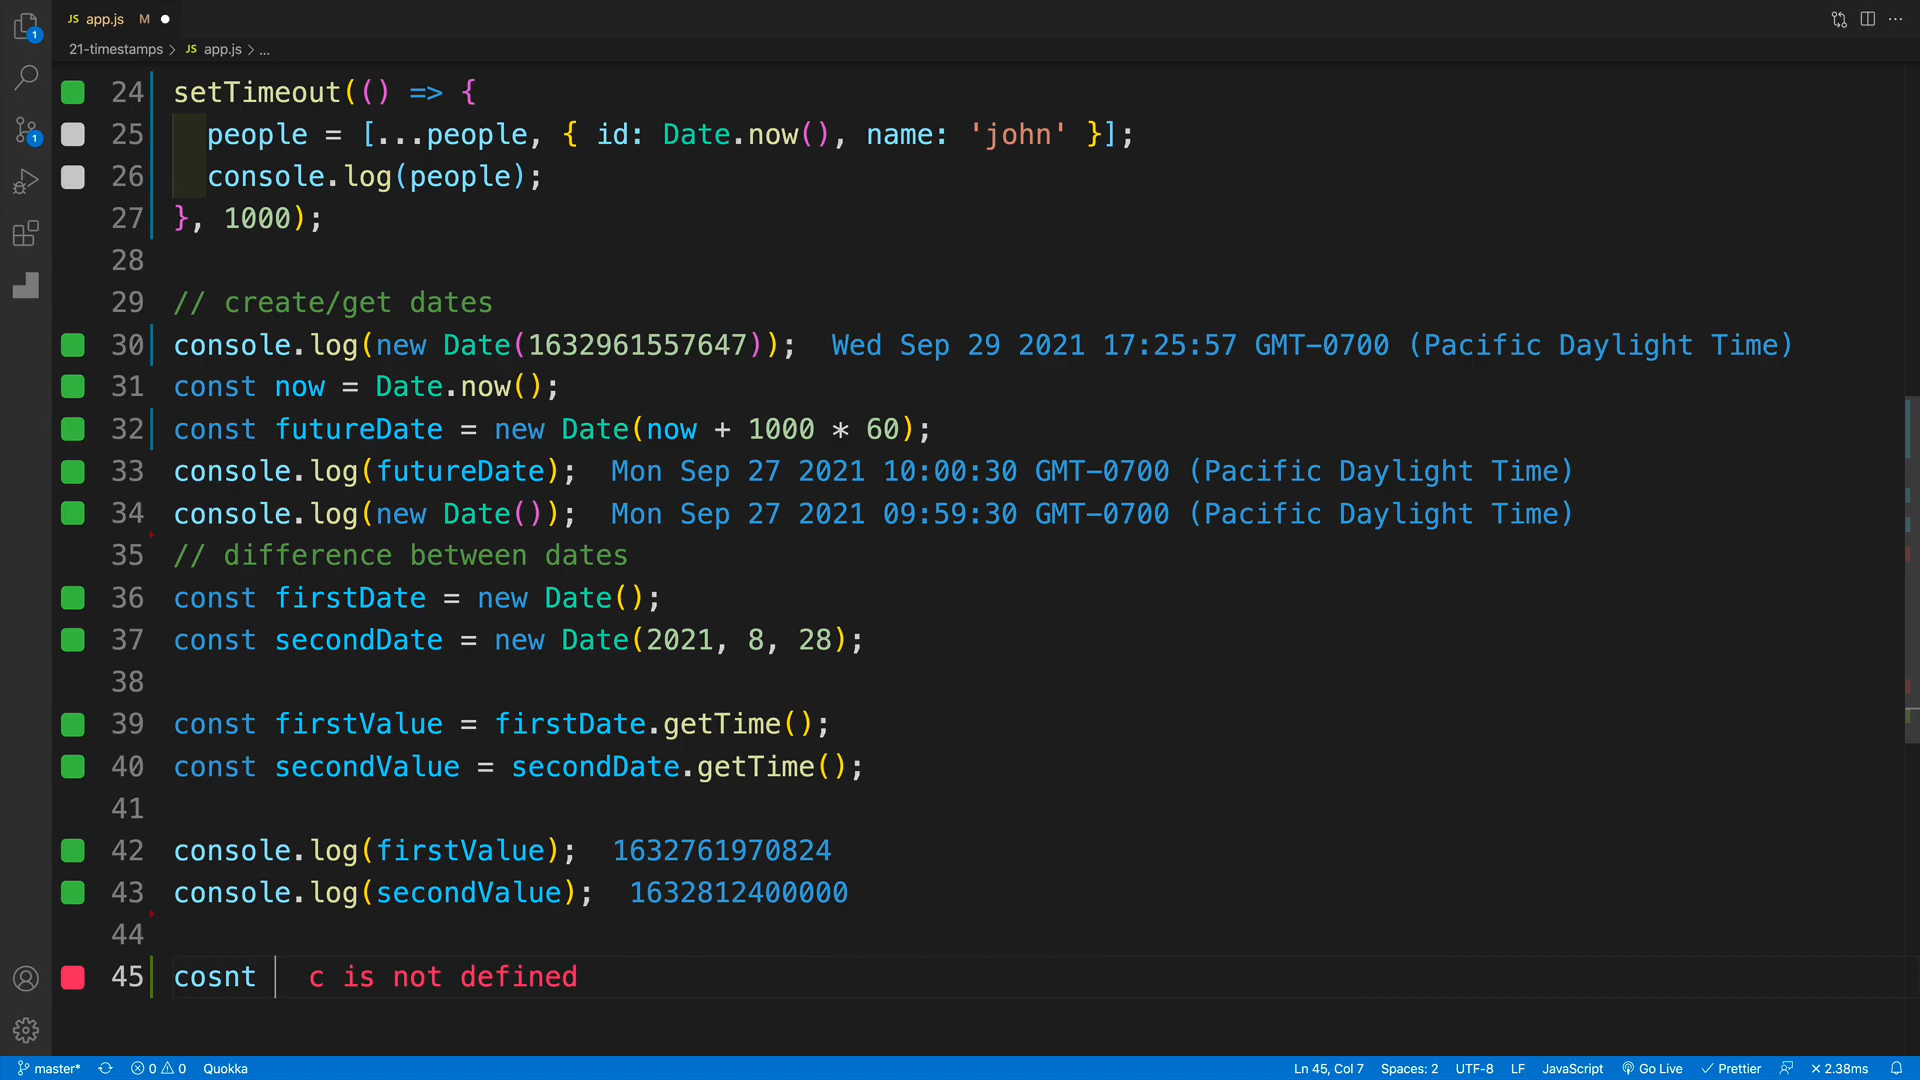 JS app.js M
21-timestamps > JS app.js > ...
24 setTimeout(() => {
25 people = [...people, { id: Date.now(), name: 'john' }];
26 console.log(people);
27 }, 1000);
28
29 // create/get dates
30 console.log(new Date(1632961557647)); Wed Sep 29 2021 17:25:57 GMT-0700 (Pacific Daylight Time)
31 const now = Date.now();
32 const futureDate = new Date(now + 1000 * 60);
33 console.log(futureDate); Mon Sep 27 2021 10:00:30 GMT-0700 (Pacific Daylight Time)
34 console.log(new Date()); Mon Sep 27 2021 09:59:30 GMT-0700 (Pacific Daylight Time)
35 // difference between dates
36 const firstDate = new Date();
37 const secondDate = new Date(2021, 8, 28);
38
39 const firstValue = firstDate.getTime();
40 const secondValue = secondDate.getTime();
41
42 console.log(firstValue); 1632761970824
43 console.log(secondValue); 1632812400000
44
45 cosnt c is not defined
1
1
master* 0 0 Quokka Ln 45, Col 7 Spaces: 2 UTF-8 LF JavaScript Go Live Prettier 2.38ms